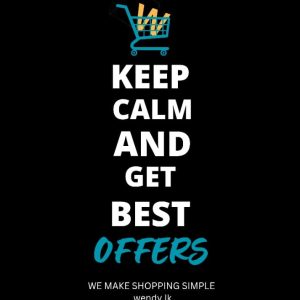 W
KEEP
CALM
AND
GET
BEST
OFFERS
WE MAKE SHOPPING SIMPLE
wendy.lk